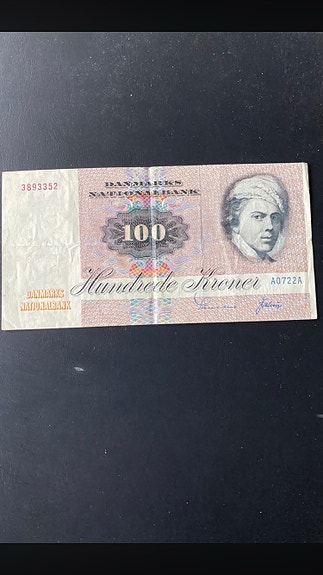 3893352
DANMARKS
NATIONALBANK
100
Hundrede Kroner
A0722A
DANMARKS
NATIONALBANK